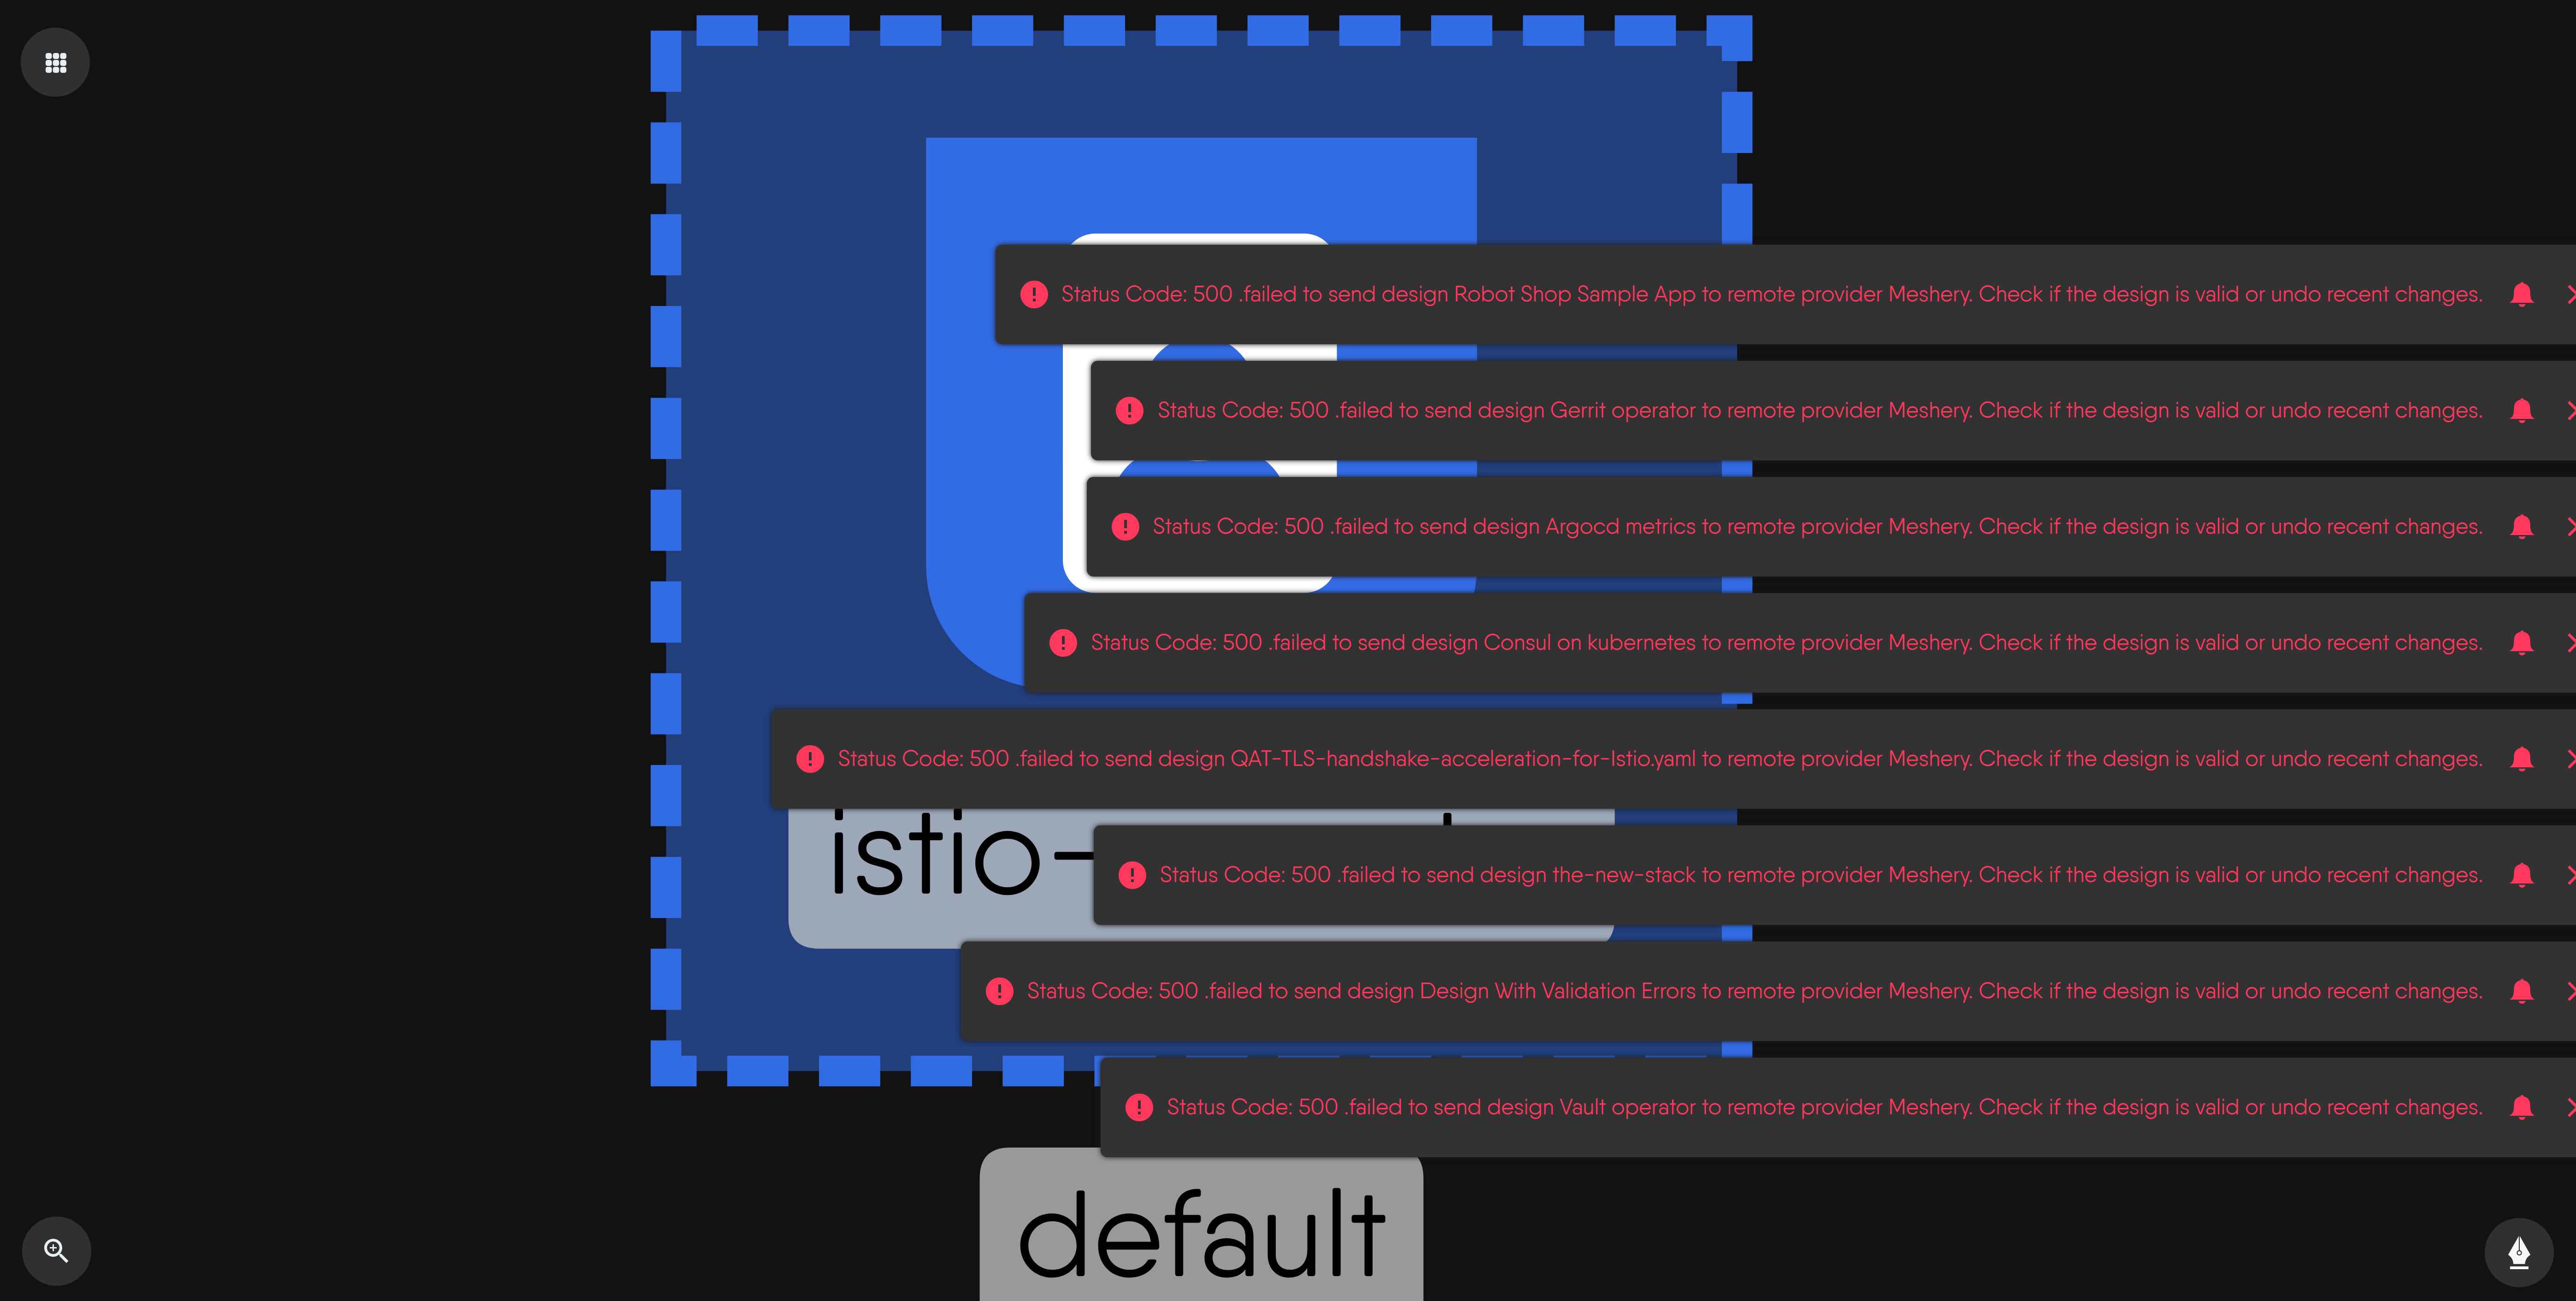 Status Code: 500 .failed to send design Robot Shop Sample App to remote provider Meshery. Check if the design is valid or undo recent changes.
Status Code: 500 .failed to send design Gerrit operator to remote provider Meshery. Check if the design is valid or undo recent changes.
Status Code: 500 .failed to send design Argocd metrics to remote provider Meshery. Check if the design is valid or undo recent changes.
Status Code: 500 .failed to send design Consul on kubernetes to remote provider Meshery. Check if the design is valid or undo recent changes.
Status Code: 500 .failed to send design QAT-TLS-handshake-acceleration-for-Istio.yaml to remote provider Meshery. Check if the design is valid or undo recent changes.
istio-
Status Code: 500 .failed to send design the-new-stack to remote provider Meshery. Check if the design is valid or undo recent changes.
Status Code: 500 .failed to send design Design With Validation Errors to remote provider Meshery. Check if the design is valid or undo recent changes.
Status Code: 500 .failed to send design Vault operator to remote provider Meshery. Check if the design is valid or undo recent changes.
default